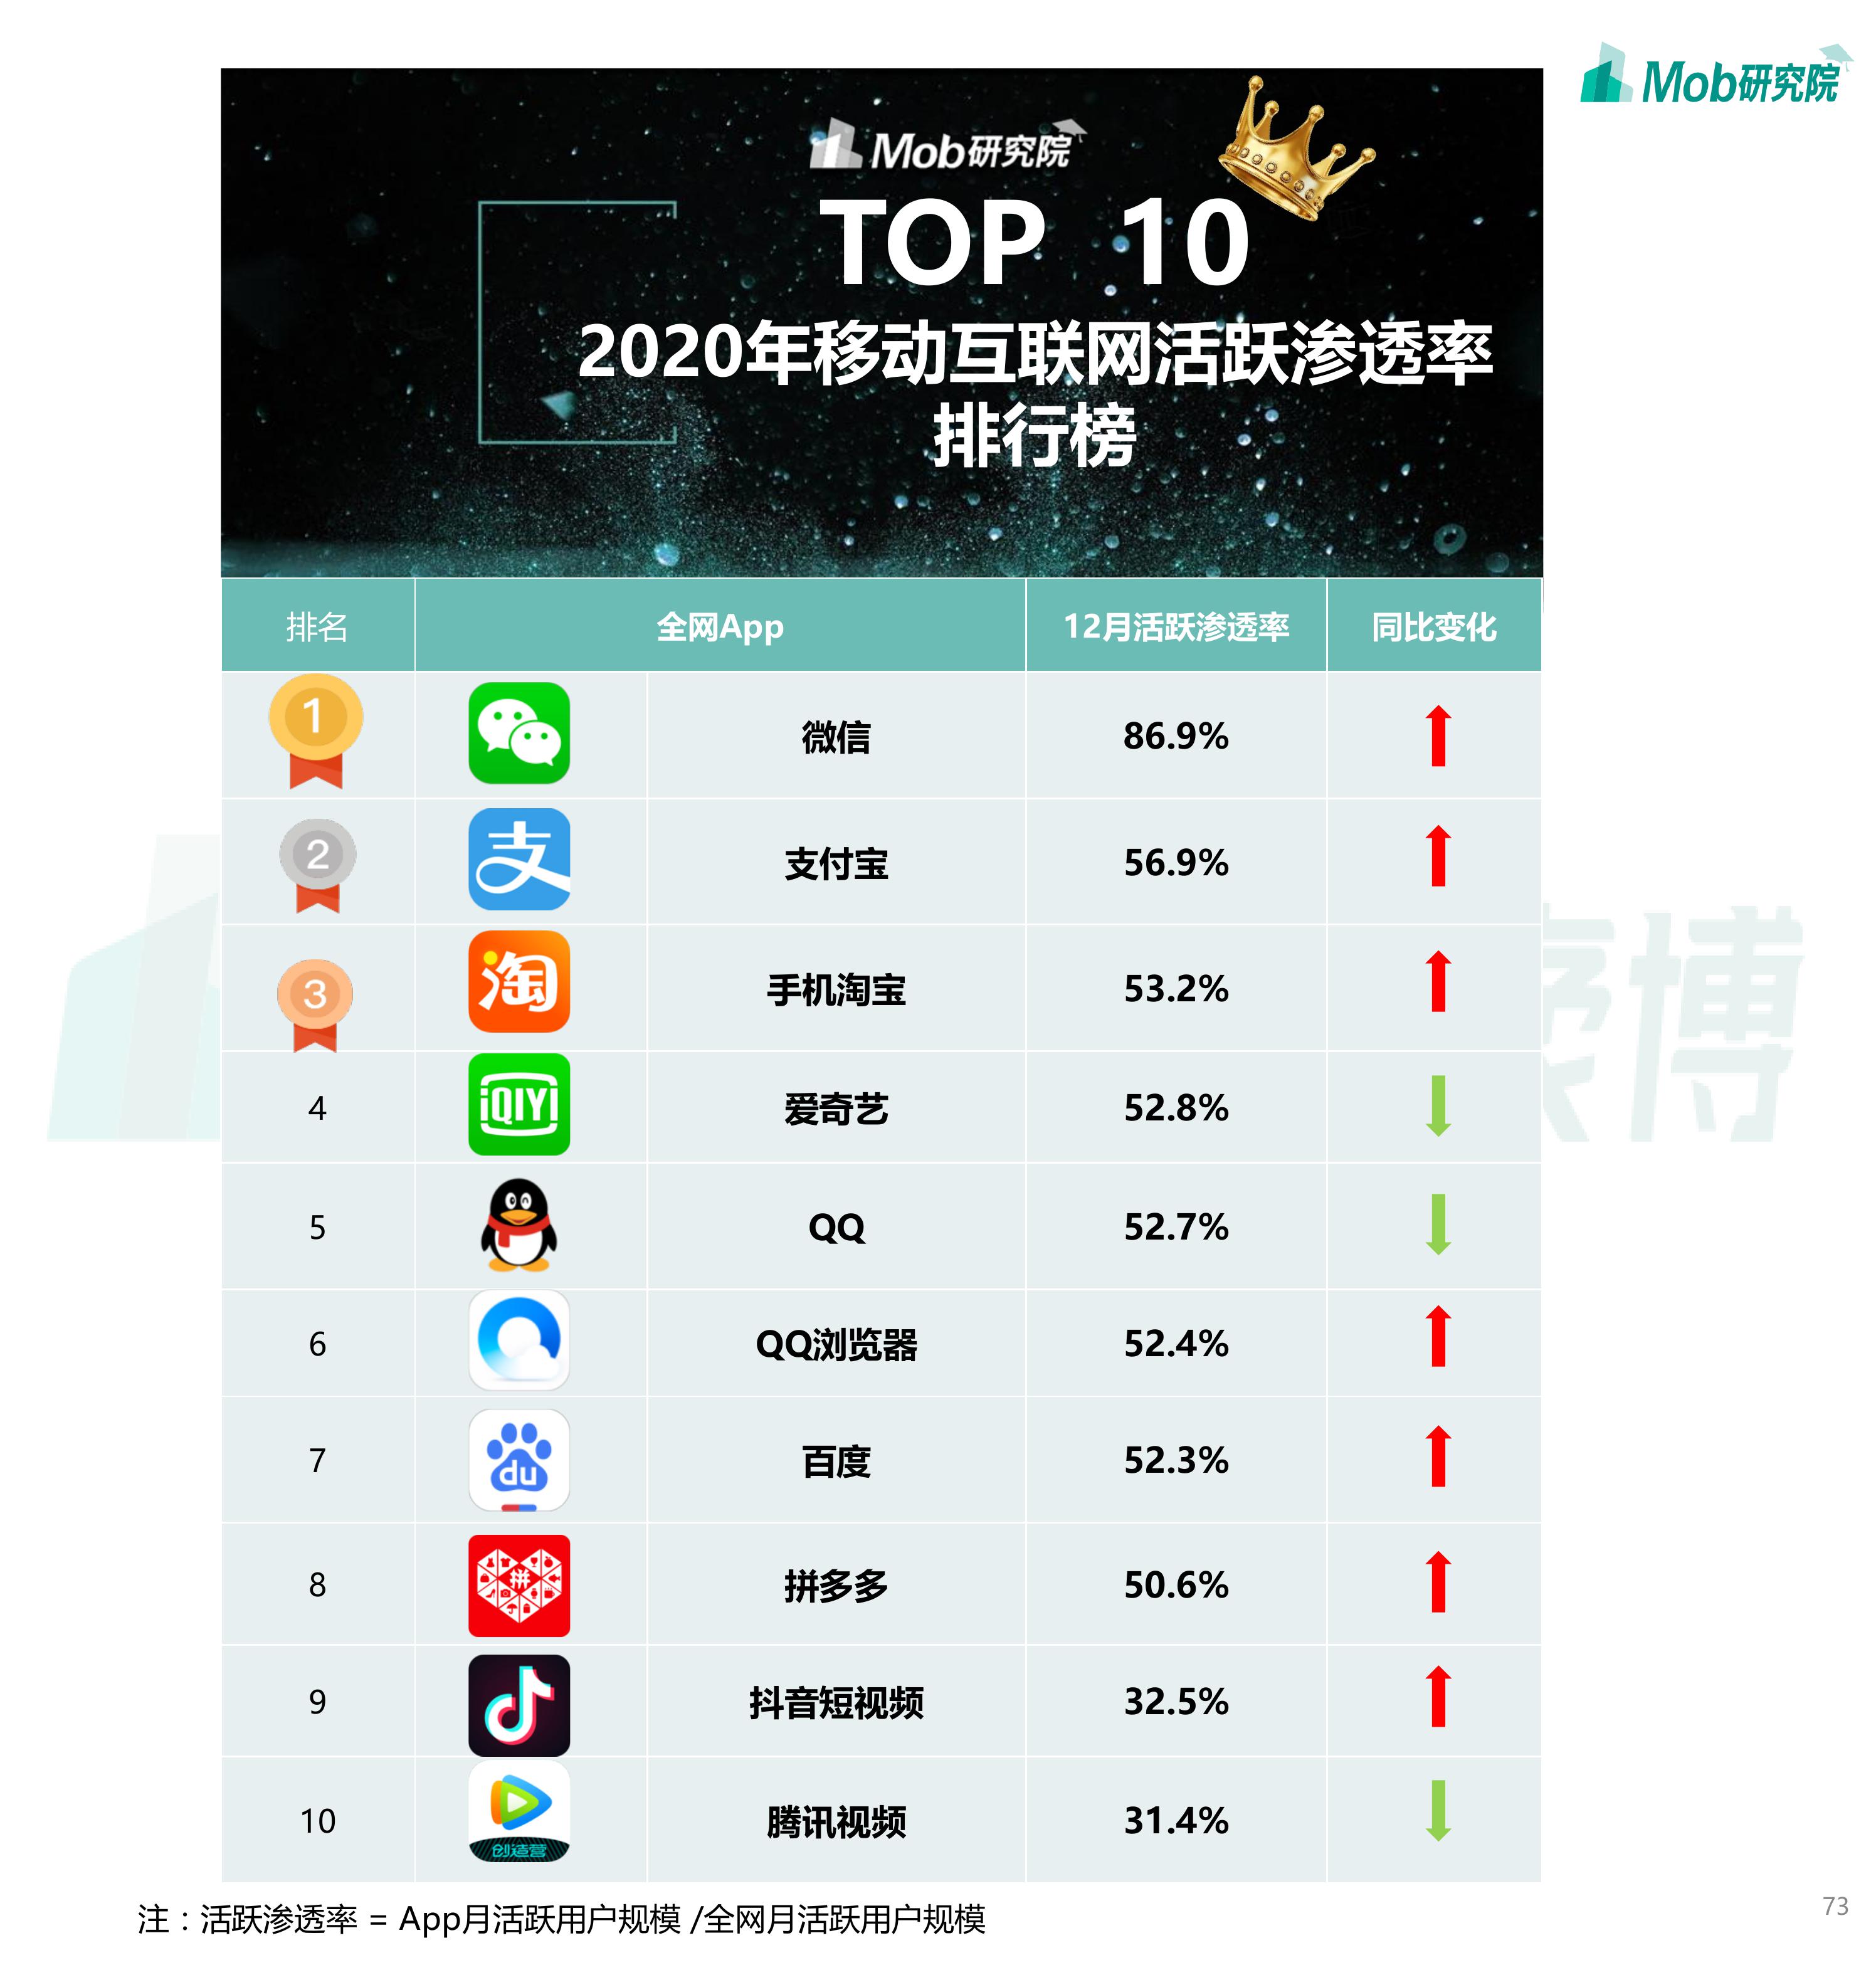 Mob研究院
Mob研究院
TOP 10
2020年移动互联网活跃渗透率
排行榜
排名 全网App 12月活跃渗透率 同比变化
1 微信 86.9%
2 支 支付宝 56.9%
3 淘 手机淘宝 53.2%
4 iQIYI 爱奇艺 52.8%
5 QQ 52.7%
6 QQ浏览器 52.4%
7 du 百度 52.3%
8 拼 拼多多 50.6%
9 抖音短视频 32.5%
10 创造营 腾讯视频 31.4%
注：活跃渗透率 = App月活跃用户规模 /全网月活跃用户规模
73